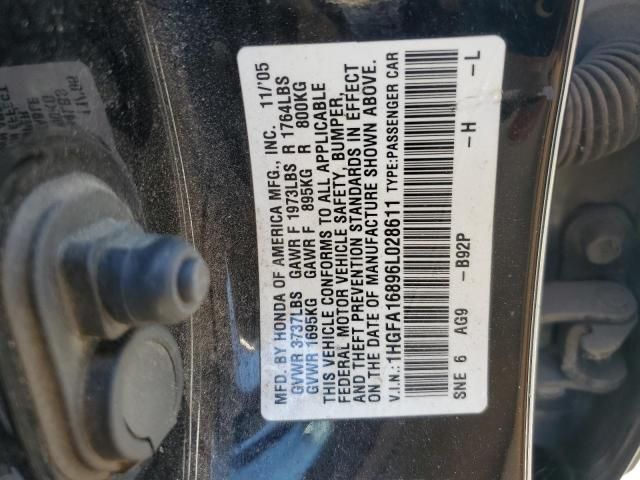 MFD. BY HONDA OF AMERICA MFG., INC. 11/'05
GVWR 3737LBS GAWR F 1973LBS R 1764LBS
GVWR 1695KG GAWR F 895KG R 800KG
THIS VEHICLE CONFORMS TO ALL APPLICABLE
FEDERAL MOTOR VEHICLE SAFETY, BUMPER
AND THEFT PREVENTION STANDARDS IN EFFECT
ON THE DATE OF MANUFACTURE SHOWN ABOVE.
V.I.N.: 1HGFA16896L028611 TYPE:PASSENGER CAR
SNE 6 AG9 -B92P -H -L